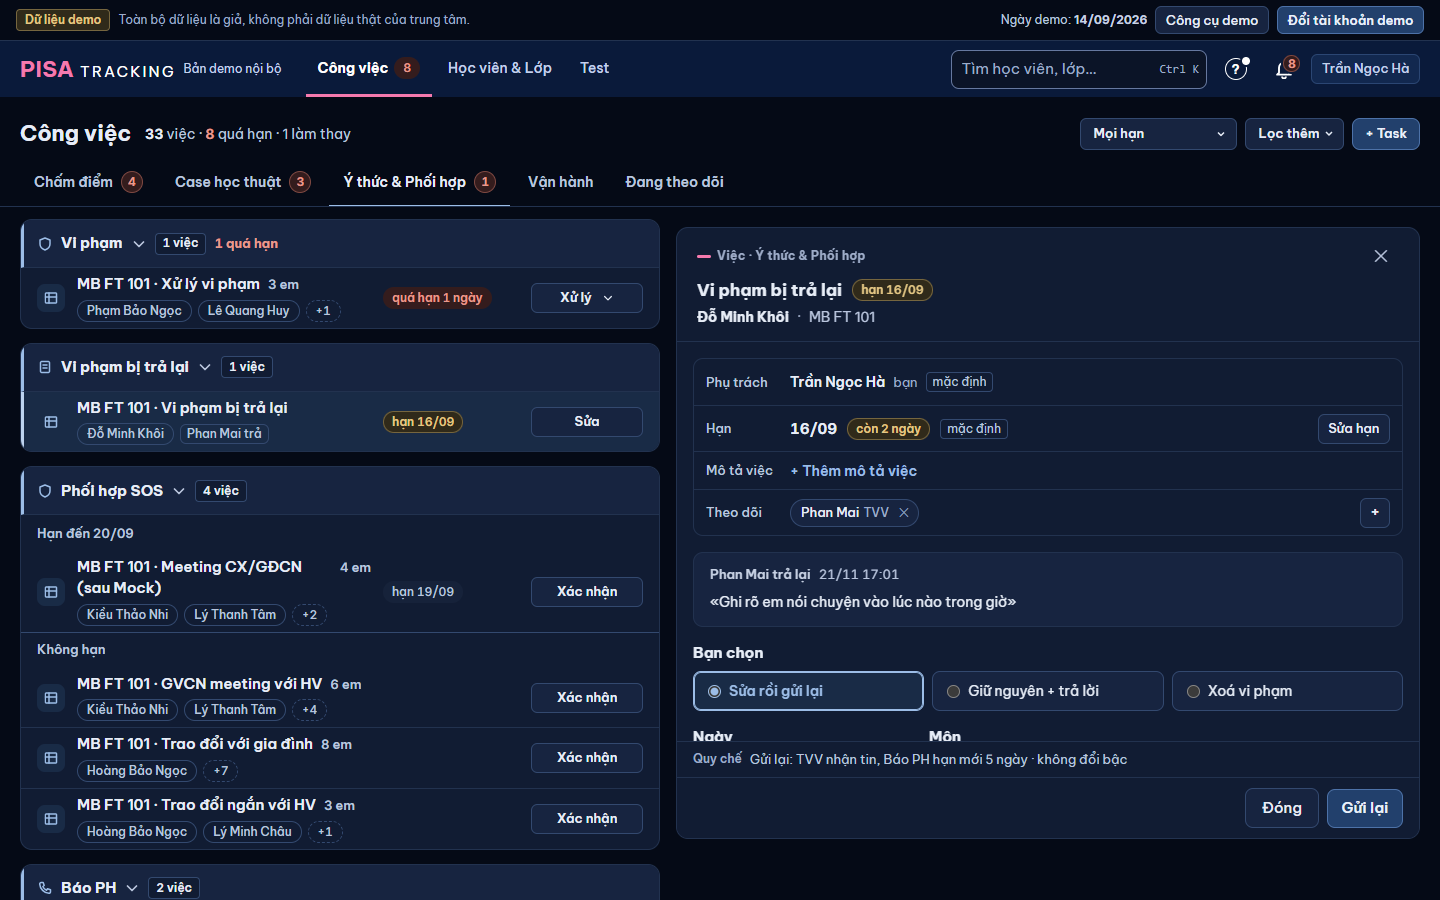 Dữ liệu demo Toàn bộ dữ liệu là giả, không phải dữ liệu thật của trung tâm. Ngày demo: 14/09/2026 Công cụ demo Đổi tài khoản demo
PISA TRACKING Bản demo nội bộ Công việc 8 Học viên & Lớp Test Tìm học viên, lớp... Ctrl K ? 8 Trần Ngọc Hà
Công việc 33 việc · 8 quá hạn · 1 làm thay Mọi hạn Lọc thêm + Task
Chấm điểm 4 Case học thuật 3 Ý thức & Phối hợp 1 Vận hành Đang theo dõi
Vi phạm 1 việc 1 quá hạn
MB FT 101 · Xử lý vi phạm 3 em
Phạm Bảo Ngọc Lê Quang Huy +1
quá hạn 1 ngày
Xử lý
Vi phạm bị trả lại 1 việc
MB FT 101 · Vi phạm bị trả lại
Đỗ Minh Khôi Phan Mai trả
hạn 16/09
Sửa
Phối hợp SOS 4 việc
Hạn đến 20/09
MB FT 101 · Meeting CX/GĐCN (sau Mock) 4 em
Kiều Thảo Nhi Lý Thanh Tâm +2
hạn 19/09
Xác nhận
Không hạn
MB FT 101 · GVCN meeting với HV 6 em
Kiều Thảo Nhi Lý Thanh Tâm +4
Xác nhận
MB FT 101 · Trao đổi với gia đình 8 em
Hoàng Bảo Ngọc +7
Xác nhận
MB FT 101 · Trao đổi ngắn với HV 3 em
Hoàng Bảo Ngọc Lý Minh Châu +1
Xác nhận
Báo PH 2 việc
Việc · Ý thức & Phối hợp
Vi phạm bị trả lại hạn 16/09
Đỗ Minh Khôi · MB FT 101
Phụ trách Trần Ngọc Hà bạn mặc định
Hạn 16/09 còn 2 ngày mặc định Sửa hạn
Mô tả việc + Thêm mô tả việc
Theo dõi Phan Mai TVV +
Phan Mai trả lại 21/11 17:01
«Ghi rõ em nói chuyện vào lúc nào trong giờ»
Bạn chọn
Sửa rồi gửi lại Giữ nguyên + trả lời Xoá vi phạm
Ngày Môn
Quy chế Gửi lại: TVV nhận tin, Báo PH hạn mới 5 ngày · không đổi bậc
Đóng Gửi lại